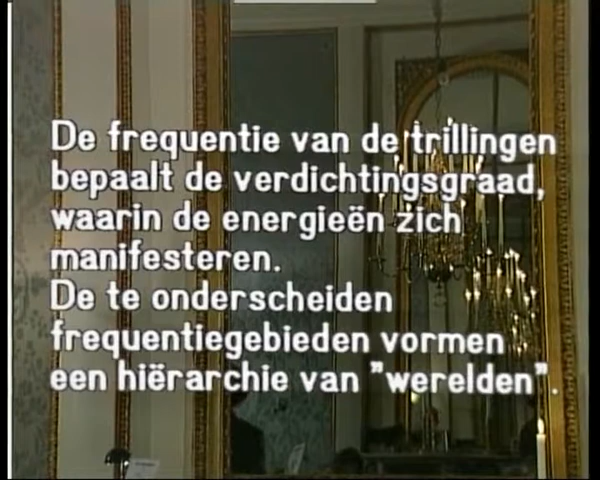 De frequentie van de trillingen
bepaalt de verdichtingsgraad,
waarin de energieën zich
manifesteren.
De te onderscheiden
frequentiegebieden vormen
een hiërarchie van "werelden".